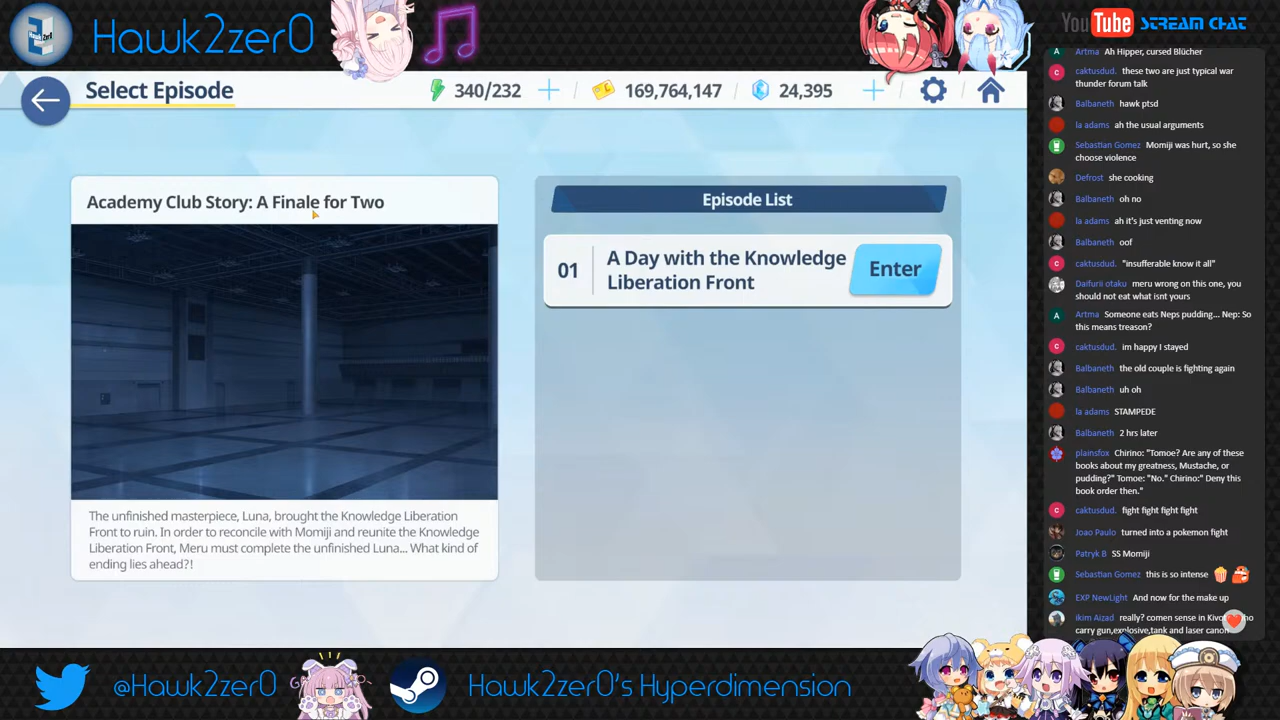 Hawk2zer0
YouTube STREAM CHAT
Select Episode
340/232
169,764,147
24,395
Academy Club Story: A Finale for Two
The unfinished masterpiece, Luna, brought the Knowledge Liberation
Front to ruin. In order to reconcile with Momiji and reunite the Knowledge
Liberation Front, Meru must complete the unfinished Luna... What kind of
ending lies ahead?!
Episode List
01
A Day with the Knowledge
Liberation Front
Enter
A Artma Ah Hipper, cursed Blücher
c caktusdud. these two are just typical war
thunder forum talk
Balbaneth hawk ptsd
la adams ah the usual arguments
Sebastian Gomez Momiji was hurt, so she
choose violence
Defrost she cooking
Balbaneth oh no
la adams ah it's just venting now
Balbaneth oof
c caktusdud. "insufferable know it all"
Daifurii otaku meru wrong on this one, you
should not eat what isnt yours
A Artma Someone eats Neps pudding... Nep: So
this means treason?
c caktusdud. im happy I stayed
Balbaneth the old couple is fighting again
Balbaneth uh oh
la adams STAMPEDE
Balbaneth 2 hrs later
plainsfox Chirino: "Tomoe? Are any of these
books about my greatness, Mustache, or
pudding?" Tomoe: "No." Chirino:" Deny this
book order then."
c caktusdud. fight fight fight fight
Joao Paulo turned into a pokemon fight
Patryk B SS Momiji
Sebastian Gomez this is so intense
EXP NewLight And now for the make up
Ikim Aizad really? comen sense in
carry gun,explosive,tank and laser canon
@Hawk2zer0
Hawk2zer0's Hyperdimension